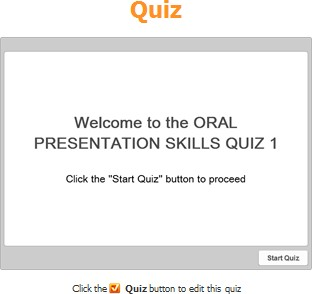 Quiz
Welcome to the ORAL
PRESENTATION SKILLS QUIZ 1
Click the "Start Quiz" button to proceed
Start Quiz
Click the Quiz button to edit this quiz